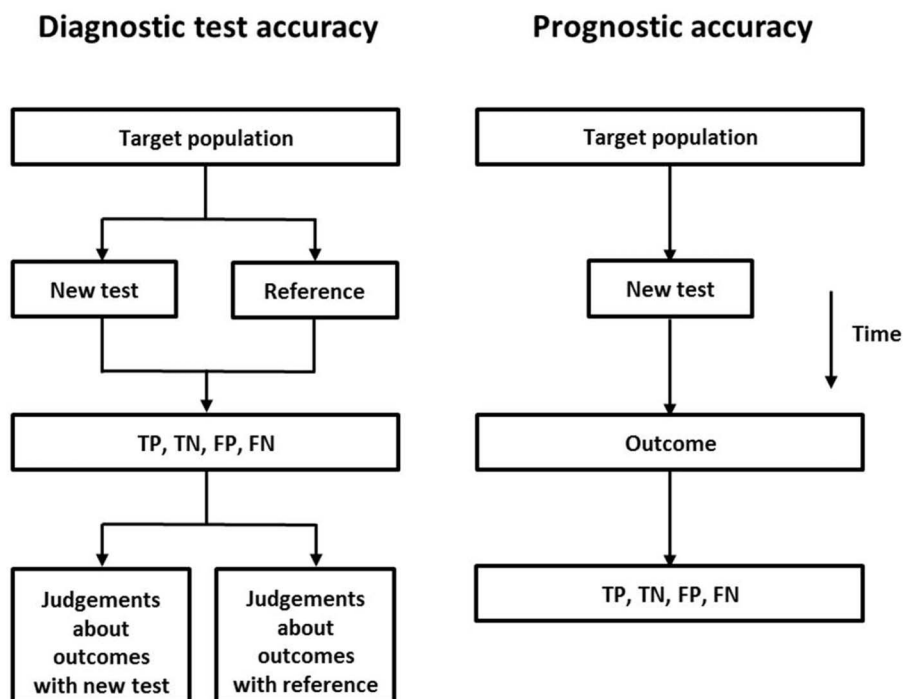 Diagnostic test accuracy
Prognostic accuracy
Target population
Target population
New test
Reference
New test
Time
TP, TN, FP, FN
Outcome
Judgements
about
outcomes
with new test
Judgements
about
outcomes
with reference
TP, TN, FP, FN